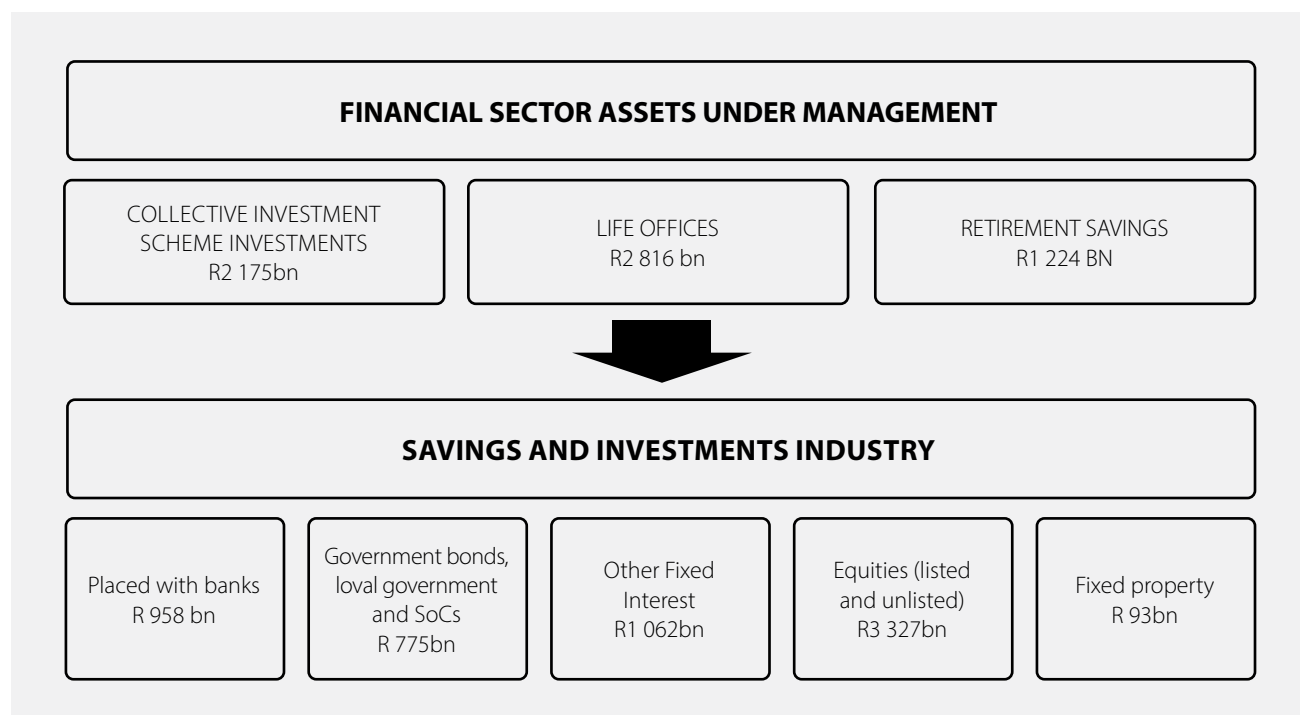 FINANCIAL SECTOR ASSETS UNDER MANAGEMENT
COLLECTIVE INVESTMENT
SCHEME INVESTMENTS
R2 175bn
LIFE OFFICES
R2 816 bn
RETIREMENT SAVINGS
R1 224 BN
SAVINGS AND INVESTMENTS INDUSTRY
Placed with banks
R 958 bn
Government bonds,
loval government
and SoCs
R 775bn
Other Fixed
Interest
R1 062bn
Equities (listed
and unlisted)
R3 327bn
Fixed property
R 93bn